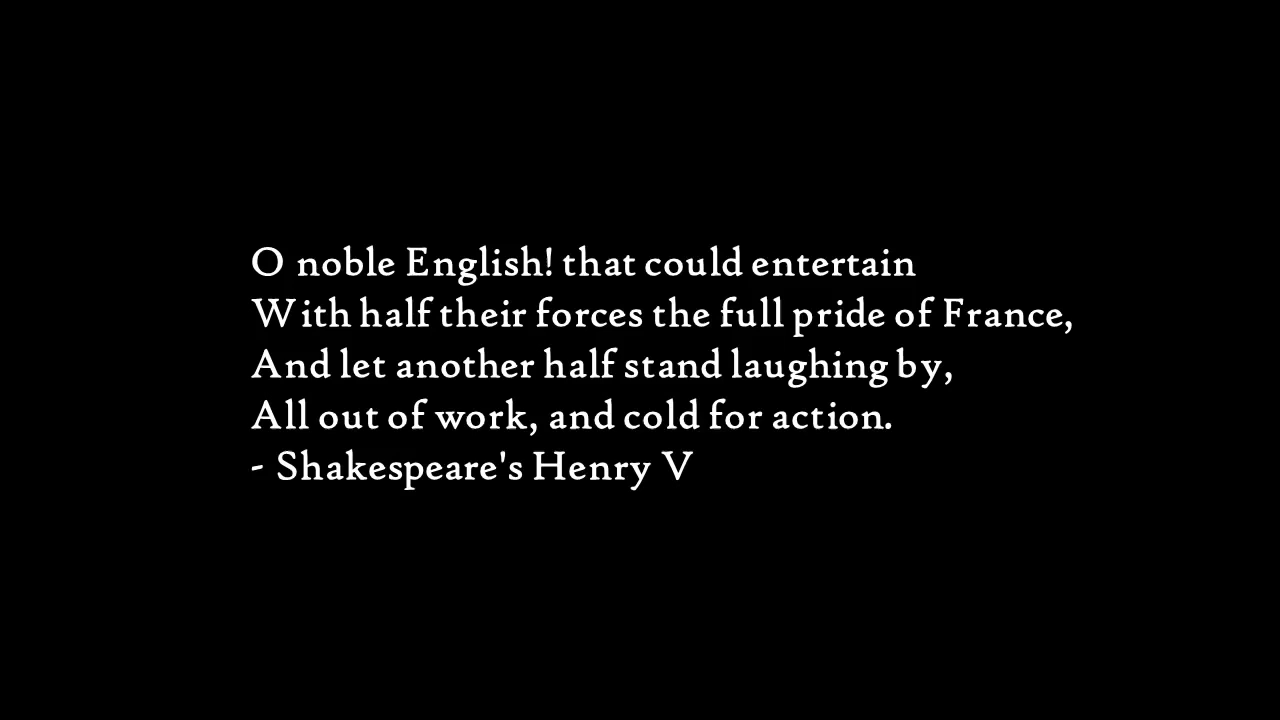 O noble English! that could entertain
With half their forces the full pride of France,
And let another half stand laughing by,
All out of work, and cold for action.
- Shakespeare's Henry V